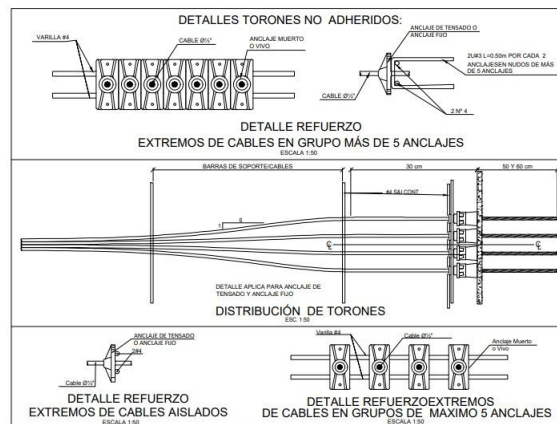 DETALLES TORONES NO ADHERIDOS:
VARILLA #4
CABLE Ø½"
ANCLAJE MUERTO
O VIVO
ANCLAJE DE TENSADO O
ANCLAJE FIJO
2U#3 L=0.50m POR CADA 2
ANCLAJESEN NUDOS DE MÁS
DE 5 ANCLAJES
CABLE Ø½"
2 Nº 4
DETALLE REFUERZO
EXTREMOS DE CABLES EN GRUPO MÁS DE 5 ANCLAJES
ESCALA 1:50
BARRAS DE SOPORTE/CABLES
30 cm
50 Y 60 cm
1
DETALLE APLICA PARA ANCLAJE DE
TENSADO Y ANCLAJE FIJO
DISTRIBUCIÓN DE TORONES
ESC. 1:50
ANCLAJE DE TENSADO
O ANCLAJE FIJO
2#4
Cable Ø½"
DETALLE REFUERZO
EXTREMOS DE CABLES AISLADOS
ESCALA 1:50
Varilla #4
Cable Ø½"
Anclaje Muerto
o Vivo
DETALLE REFUERZOEXTREMOS
DE CABLES EN GRUPOS DE MAXIMO 5 ANCLAJES
ESCALA 1:50